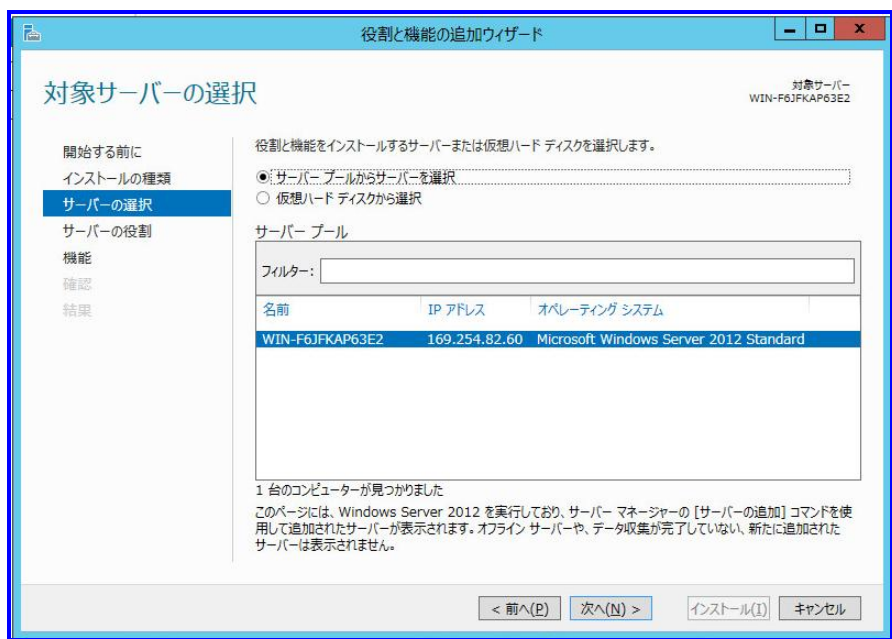 役割と機能の追加ウィザード
対象サーバーの選択
対象サーバー
WIN-F6JFKAP63E2
開始する前に
インストールの種類
サーバーの選択
サーバーの役割
機能
確認
結果
役割と機能をインストールするサーバーまたは仮想ハード ディスクを選択します。
サーバー プールからサーバーを選択
仮想ハード ディスクから選択
サーバー プール
フィルター:
名前 IP アドレス オペレーティング システム
WIN-F6JFKAP63E2 169.254.82.60 Microsoft Windows Server 2012 Standard
1 台のコンピューターが見つかりました
このページには、Windows Server 2012 を実行しており、サーバー マネージャーの [サーバーの追加] コマンドを使
用して追加されたサーバーが表示されます。オフライン サーバーや、データ収集が完了していない、新たに追加された
サーバーは表示されません。
< 前へ(P) 次へ(N) > インストール(I) キャンセル